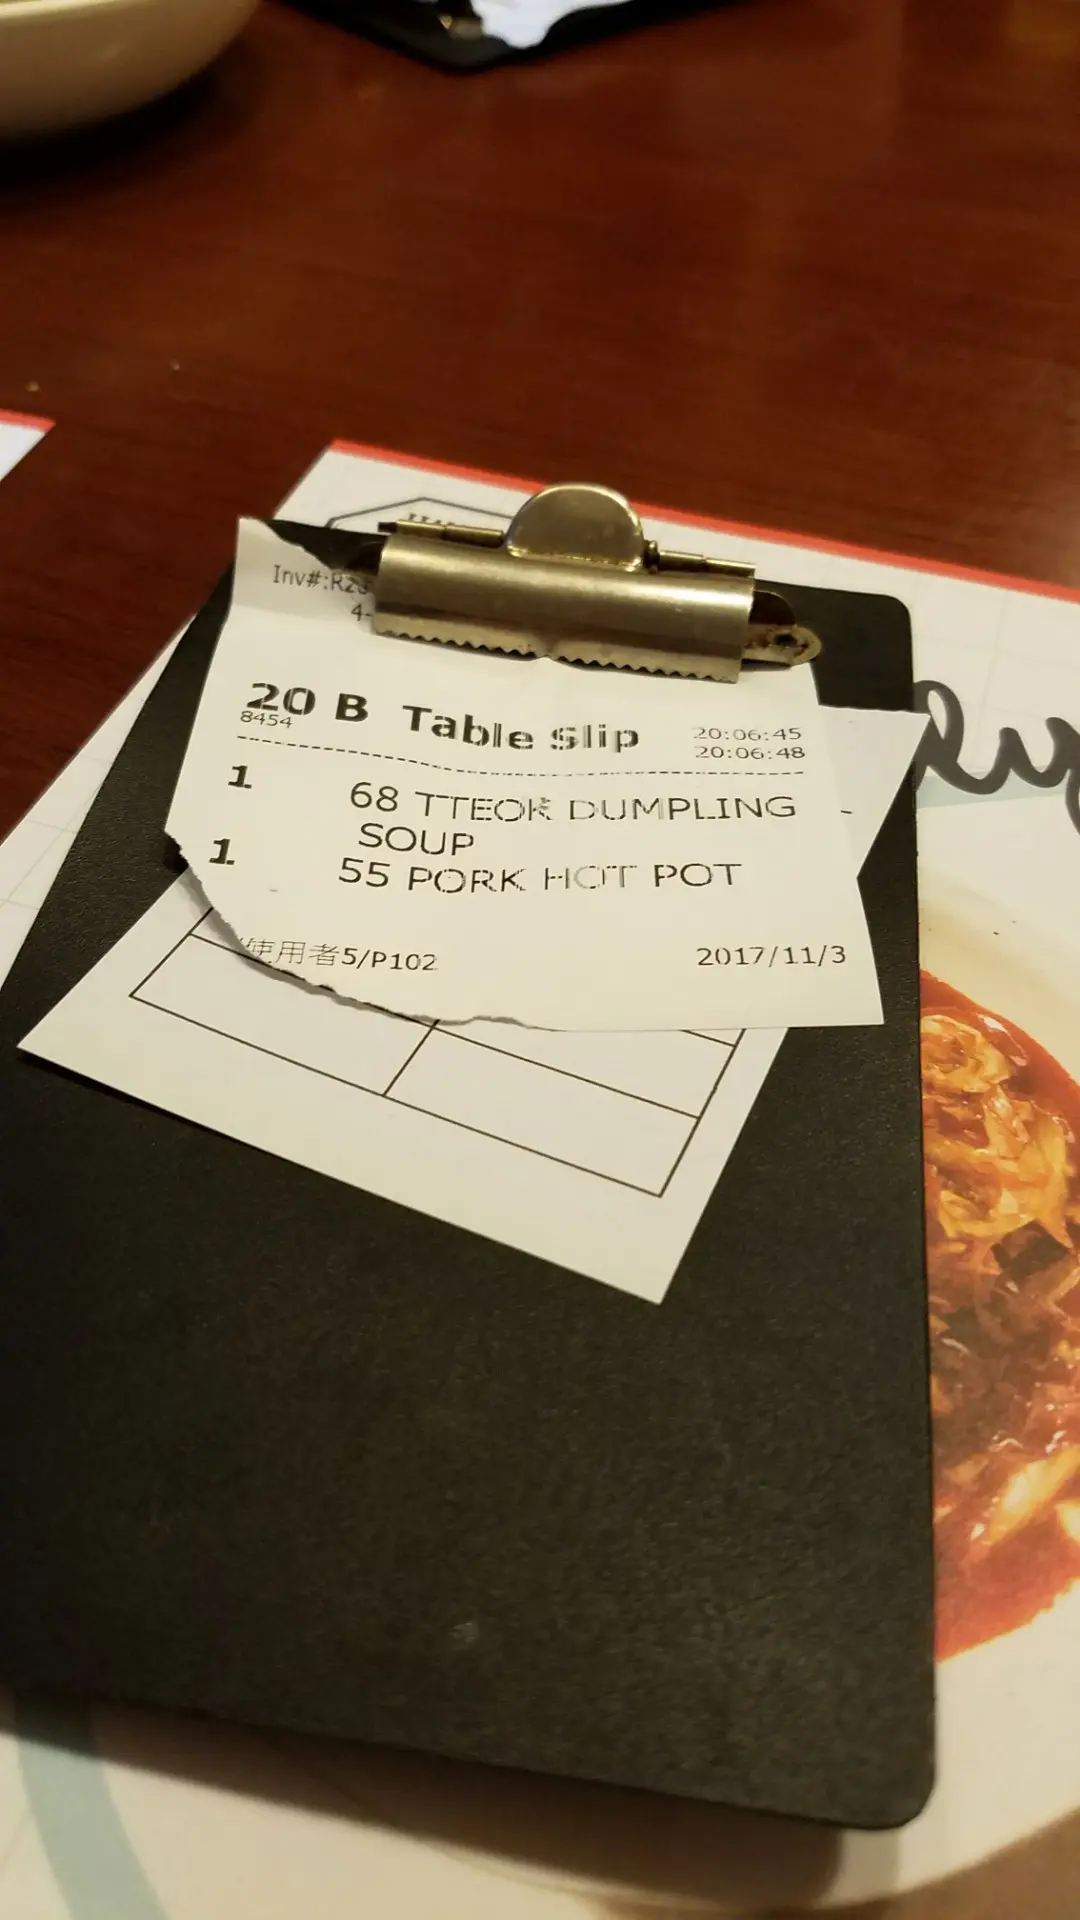 Inv#:R
4-
20 B Table Slip 20:06:45
8454 20:06:48
1 68 TTEOK DUMPLING
SOUP
1 55 PORK HOT POT
使用者5/P102 2017/11/3